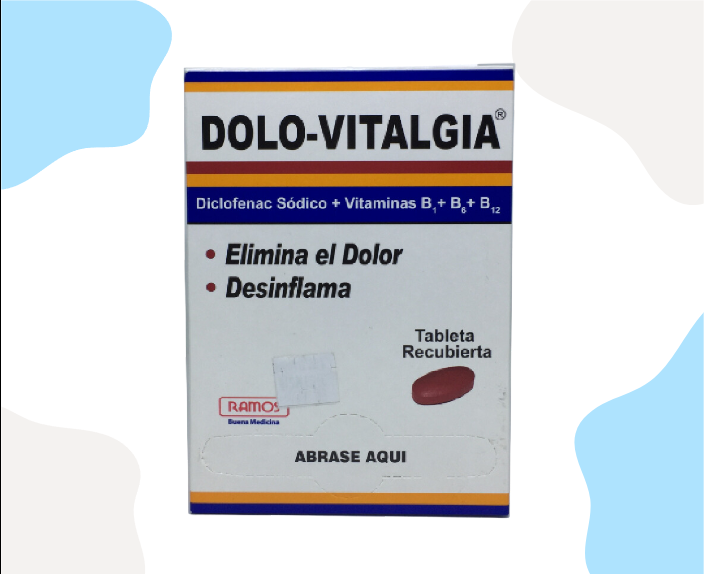 DOLO-VITALGIA®
Diclofenac Sódico + Vitaminas B₁+ B₆+ B₁₂
• Elimina el Dolor
• Desinflama
Tableta
Recubierta
RAMOS
Buena Medicina
ABRASE AQUI